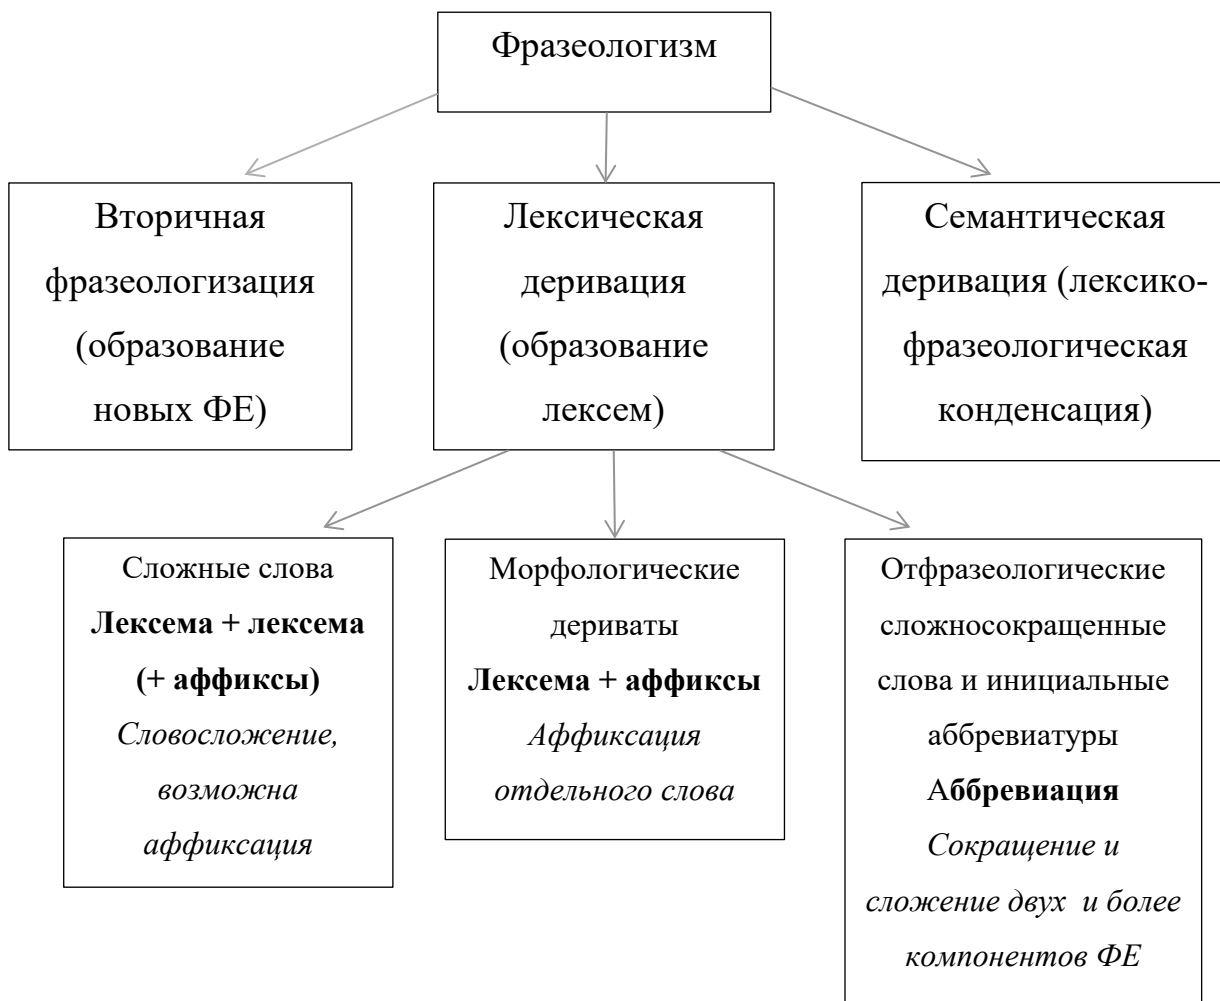 Фразеологизм
Вторичная
фразеологизация
(образование
новых ФЕ)
Лексическая
деривация
(образование
лексем)
Семантическая
деривация (лексико-
фразеологическая
конденсация)
Сложные слова
Лексема + лексема
(+ аффиксы)
Словосложение,
возможна
аффиксация
Морфологические
дериваты
Лексема + аффиксы
Аффиксация
отдельного слова
Отфразеологические
сложносокращенные
слова и инициальные
аббревиатуры
Аббревиация
Сокращение и
сложение двух  и более
компонентов ФЕ